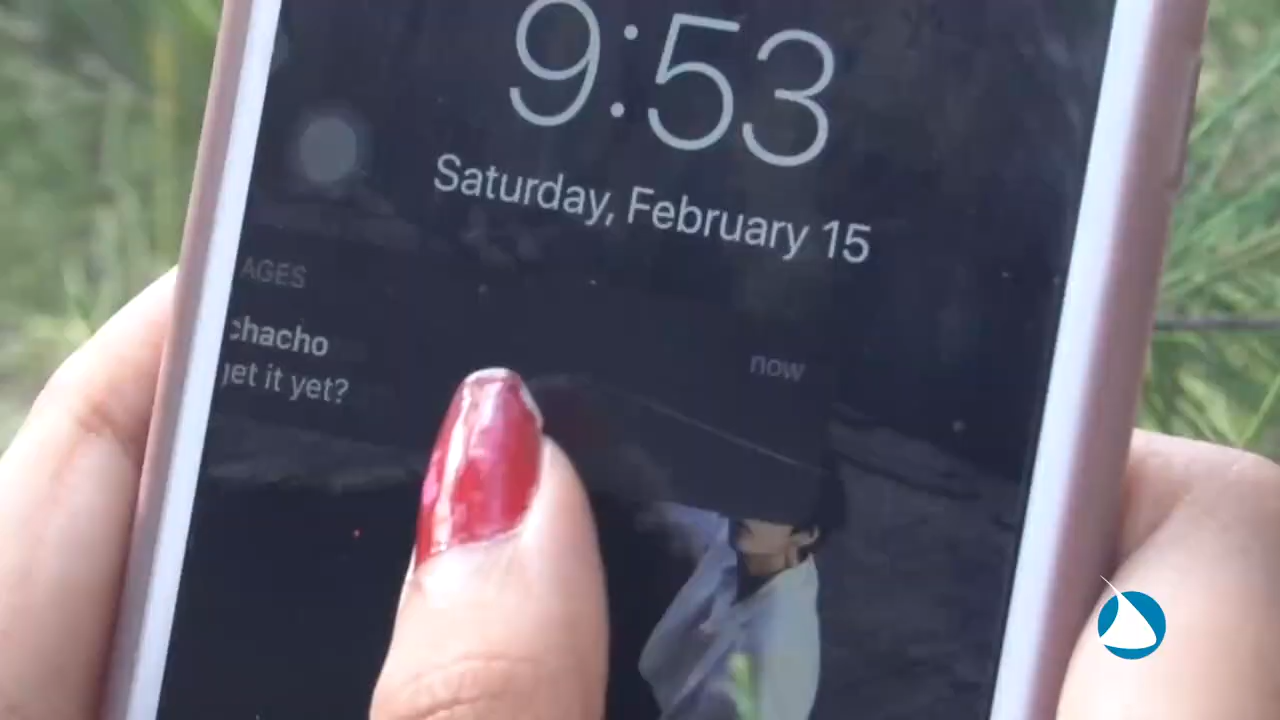 9:53
Saturday, February 15
AGES
chacho
now
get it yet?